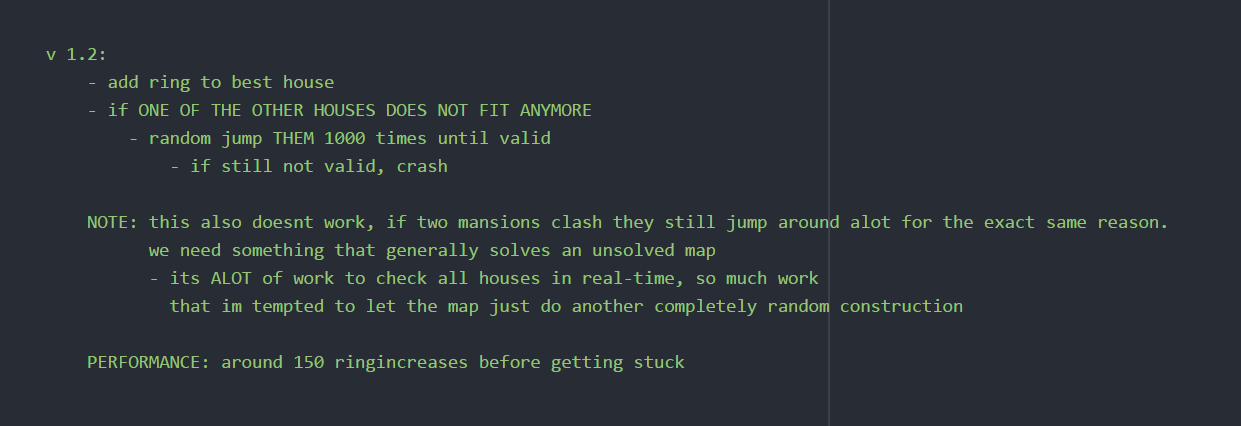 v 1.2:
- add ring to best house
- if ONE OF THE OTHER HOUSES DOES NOT FIT ANYMORE
- random jump THEM 1000 times until valid
- if still not valid, crash
NOTE: this also doesnt work, if two mansions clash they still jump around alot for the exact same reason.
we need something that generally solves an unsolved map
- its ALOT of work to check all houses in real-time, so much work
that im tempted to let the map just do another completely random construction
PERFORMANCE: around 150 ringincreases before getting stuck